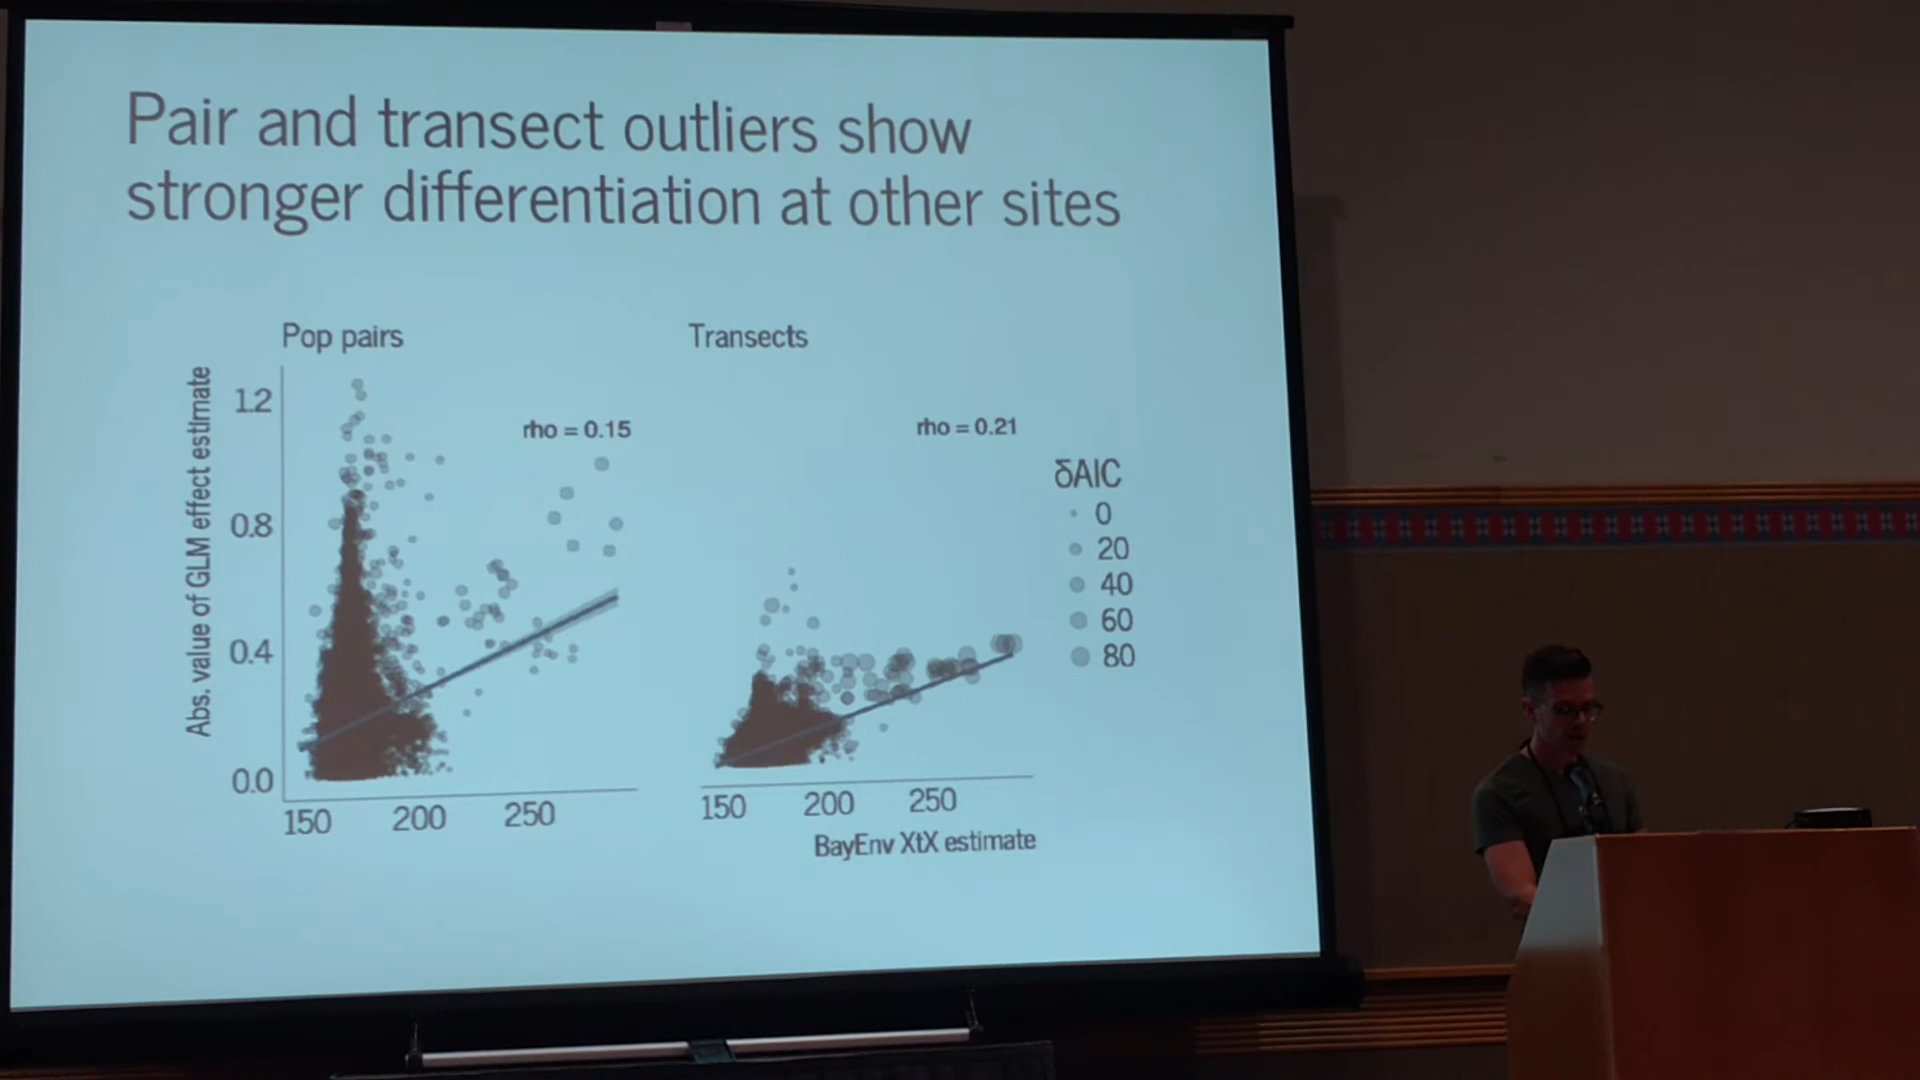 Pair and transect outliers show
stronger differentiation at other sites
Pop pairs
Transects
Abs. value of GLM effect estimate
1.2
0.8
0.4
0.0
rho = 0.15
rho = 0.21
δAIC
0
20
40
60
80
150 200 250
150 200 250
BayEnv XtX estimate